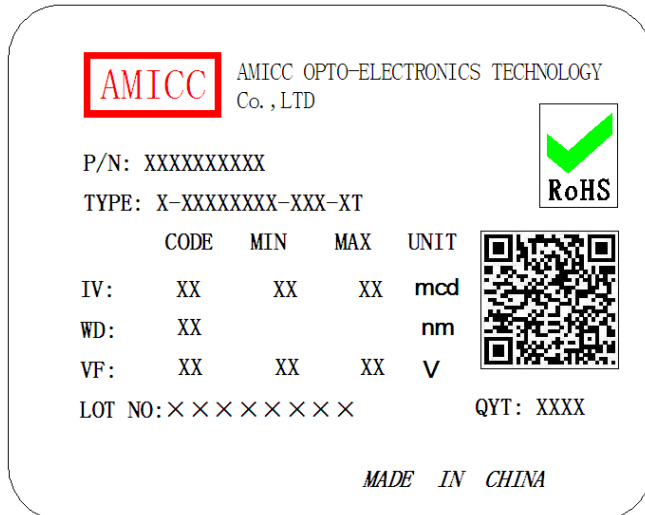 AMICC
AMICC OPTO-ELECTRONICS TECHNOLOGY
Co.,LTD
RoHS
P/N: XXXXXXXXXX
TYPE: X-XXXXXXXX-XXX-XT
CODE MIN MAX UNIT
IV: XX XX XX mcd
WD: XX nm
VF: XX XX XX V
LOT NO:×××××××× QYT: XXXX
MADE IN CHINA